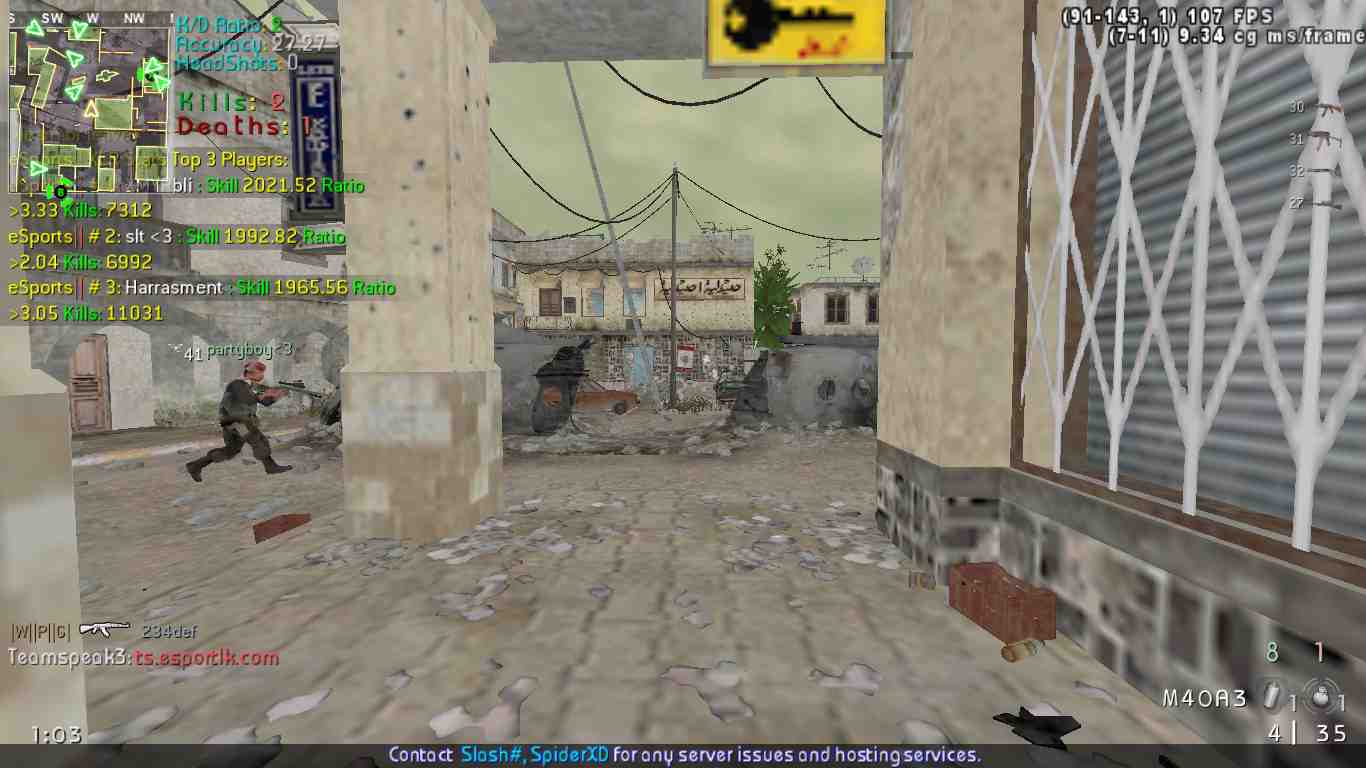 S SW W NW
(91-143, 1) 107 FPS
(7-11) 9.34 cg ms/frame
K/D Ratio: 2
Accuracy: 27.27
HeadShots: 0
Kills: 2
Deaths: 1
Top 3 Players:
bli : Skill 2021.52 Ratio
>3.33 Kills: 7312
eSports | # 2: slt <3 : Skill 1992.82 Ratio
>2.04 Kills: 6992
eSports | # 3: Harrasment : Skill 1965.56 Ratio
>3.05 Kills: 11031
30
31
32
27
41 partyboy<3
|W||P||G| 234def
Teamspeak3:ts.esportlk.com
8 1
M40A3 1 1
1:03
4| 35
Contact Slash#, SpiderXD for any server issues and hosting services.